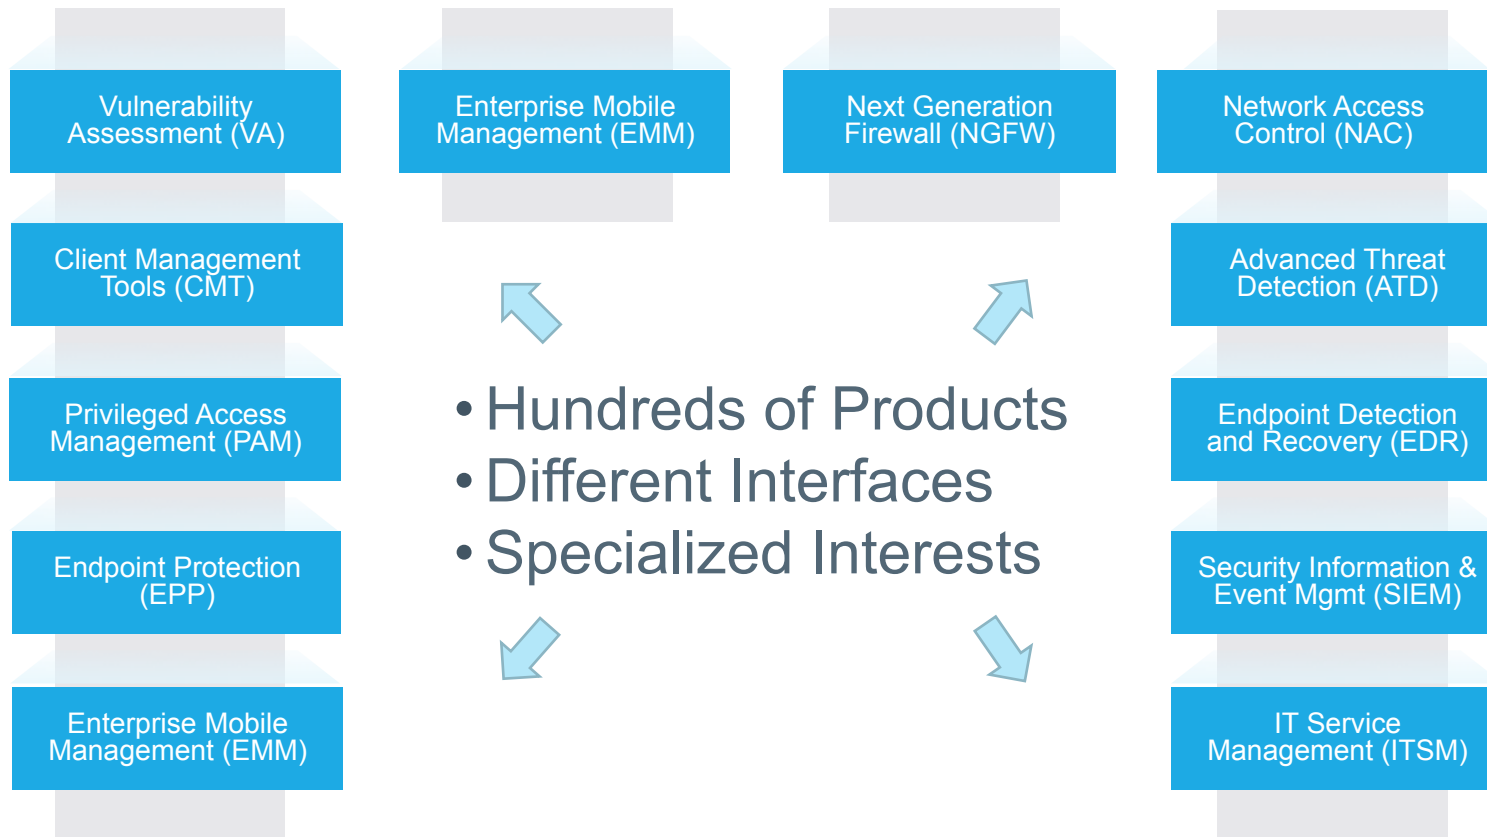 Vulnerability
Assessment (VA)
Enterprise Mobile
Management (EMM)
Next Generation
Firewall (NGFW)
Network Access
Control (NAC)
Client Management
Tools (CMT)
Advanced Threat
Detection (ATD)
Privileged Access
Management (PAM)
• Hundreds of Products
• Different Interfaces
• Specialized Interests
Endpoint Detection
and Recovery (EDR)
Endpoint Protection
(EPP)
Security Information &
Event Mgmt (SIEM)
Enterprise Mobile
Management (EMM)
IT Service
Management (ITSM)